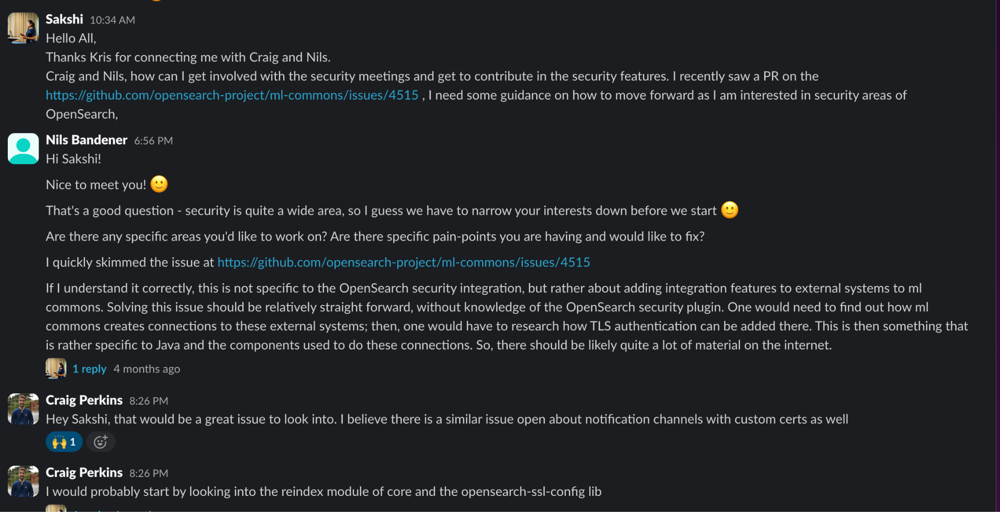 Sakshi 10:34 AM
Hello All,
Thanks Kris for connecting me with Craig and Nils.
Craig and Nils, how can I get involved with the security meetings and get to contribute in the security features. I recently saw a PR on the
https://github.com/opensearch-project/ml-commons/issues/4515 , I need some guidance on how to move forward as I am interested in security areas of
OpenSearch,
Nils Bandener 6:56 PM
Hi Sakshi!
Nice to meet you! 🙂
That's a good question - security is quite a wide area, so I guess we have to narrow your interests down before we start 🙂
Are there any specific areas you'd like to work on? Are there specific pain-points you are having and would like to fix?
I quickly skimmed the issue at https://github.com/opensearch-project/ml-commons/issues/4515
If I understand it correctly, this is not specific to the OpenSearch security integration, but rather about adding integration features to external systems to ml
commons. Solving this issue should be relatively straight forward, without knowledge of the OpenSearch security plugin. One would need to find out how ml
commons creates connections to these external systems; then, one would have to research how TLS authentication can be added there. This is then something that
is rather specific to Java and the components used to do these connections. So, there should be likely quite a lot of material on the internet.
1 reply 4 months ago
Craig Perkins 8:26 PM
Hey Sakshi, that would be a great issue to look into. I believe there is a similar issue open about notification channels with custom certs as well
🙌 1
Craig Perkins 8:26 PM
I would probably start by looking into the reindex module of core and the opensearch-ssl-config lib